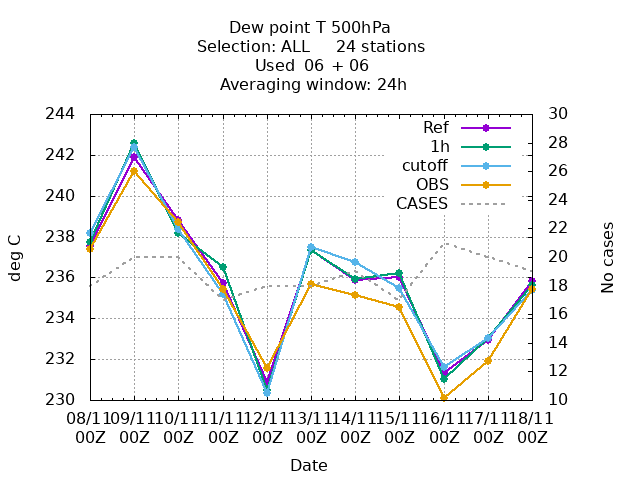 Dew point T 500hPa
Selection: ALL     24 stations
Used  06 + 06
Averaging window: 24h
244
242
240
238
236
234
232
230
deg C
30
28
26
24
22
20
18
16
14
12
10
No cases
Ref
1h
cutoff
OBS
CASES
08/11 09/11 10/11 11/11 12/11 13/11 14/11 15/11 16/11 17/11 18/11
00Z 00Z 00Z 00Z 00Z 00Z 00Z 00Z 00Z 00Z 00Z
Date